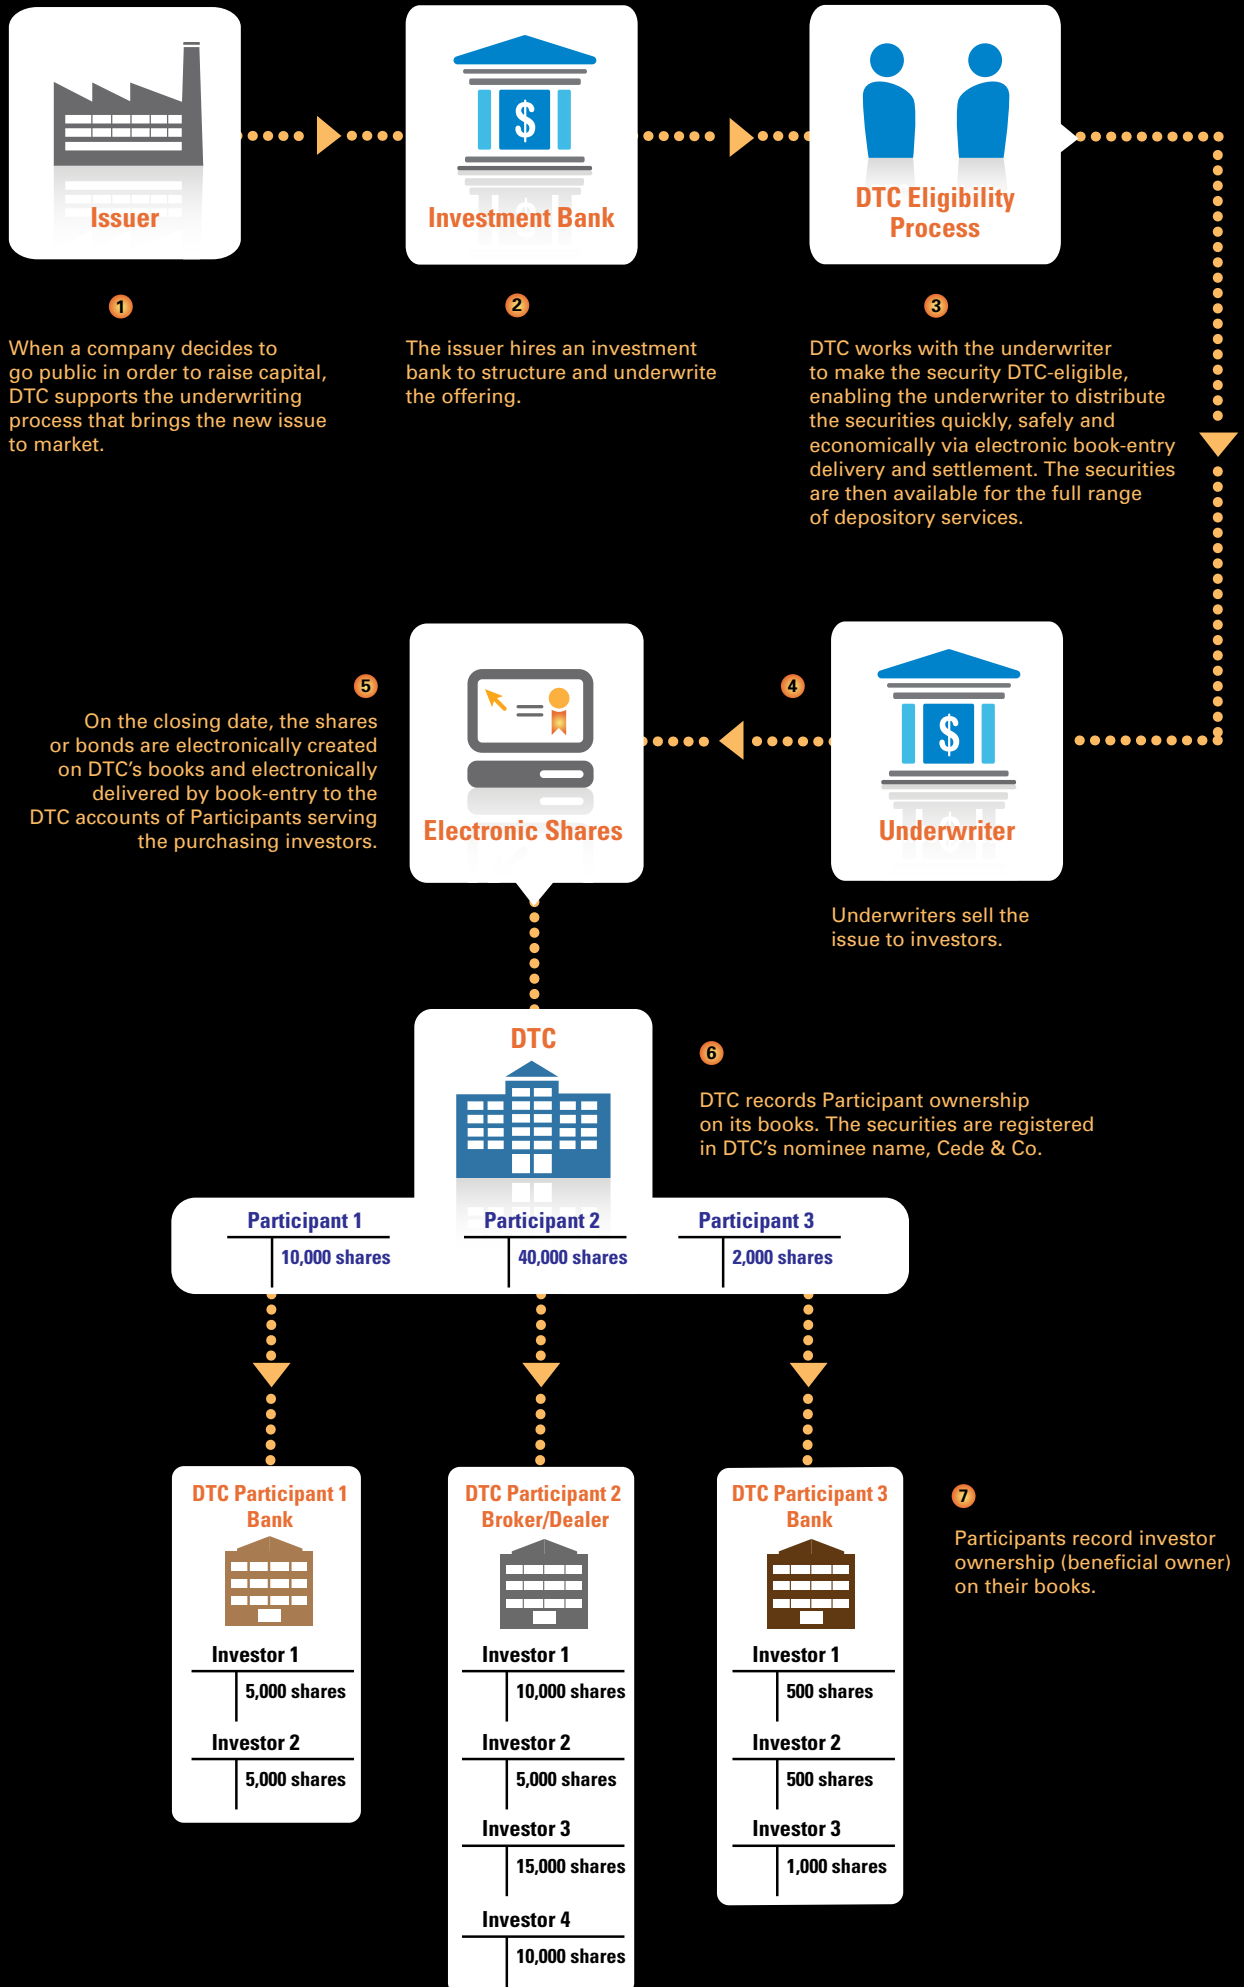 Issuer
Investment Bank
DTC Eligibility
Process
1
When a company decides to
go public in order to raise capital,
DTC supports the underwriting
process that brings the new issue
to market.
2
The issuer hires an investment
bank to structure and underwrite
the offering.
3
DTC works with the underwriter
to make the security DTC-eligible,
enabling the underwriter to distribute
the securities quickly, safely and
economically via electronic book-entry
delivery and settlement. The securities
are then available for the full range
of depository services.
$
$
4
Underwriter
Underwriters sell the
issue to investors.
5
On the closing date, the shares
or bonds are electronically created
on DTC’s books and electronically
delivered by book-entry to the
DTC accounts of Participants serving
the purchasing investors.
Electronic Shares
DTC
6
DTC records Participant ownership
on its books. The securities are registered
in DTC’s nominee name, Cede & Co.
Participant 1
10,000 shares
Participant 2
40,000 shares
Participant 3
2,000 shares
DTC Participant 1
Bank
Investor 1
5,000 shares
Investor 2
5,000 shares
DTC Participant 2
Broker/Dealer
Investor 1
10,000 shares
Investor 2
5,000 shares
Investor 3
15,000 shares
Investor 4
10,000 shares
DTC Participant 3
Bank
Investor 1
500 shares
Investor 2
500 shares
Investor 3
1,000 shares
7
Participants record investor
ownership (beneficial owner)
on their books.